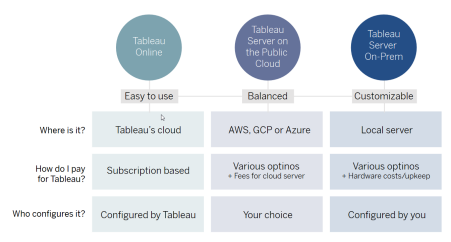 Tableau
Online
Tableau
Server on
the Public
Cloud
Tableau
Server
On-Prem
Easy to use
Balanced
Customizable
Where is it?
Tableau's cloud
AWS, GCP or Azure
Local server
How do I pay
for Tableau?
Subscription based
Various optinos
+ Fees for cloud server
Various optinos
+ Hardware costs/upkeep
Who configures it?
Configured by Tableau
Your choice
Configured by you